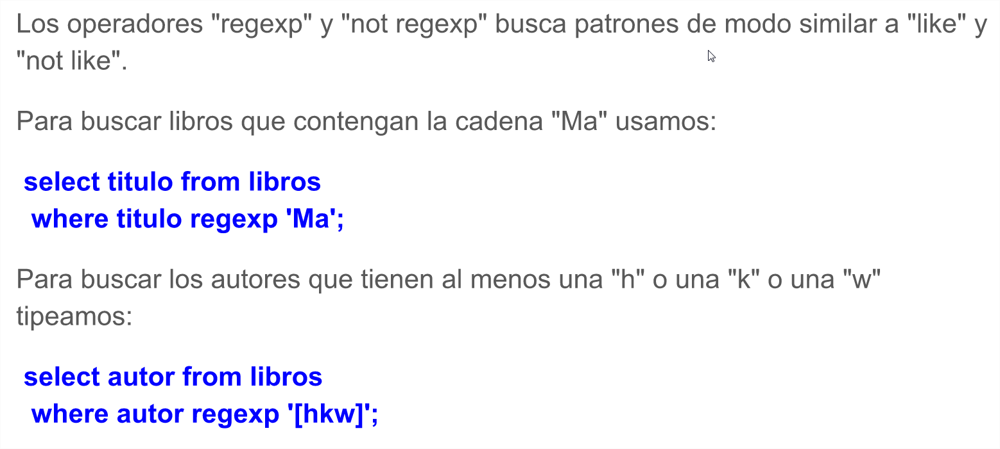 Los operadores "regexp" y "not regexp" busca patrones de modo similar a "like" y
"not like".
Para buscar libros que contengan la cadena "Ma" usamos:
select titulo from libros
where titulo regexp 'Ma';
Para buscar los autores que tienen al menos una "h" o una "k" o una "w"
tipeamos:
select autor from libros
where autor regexp '[hkw]';